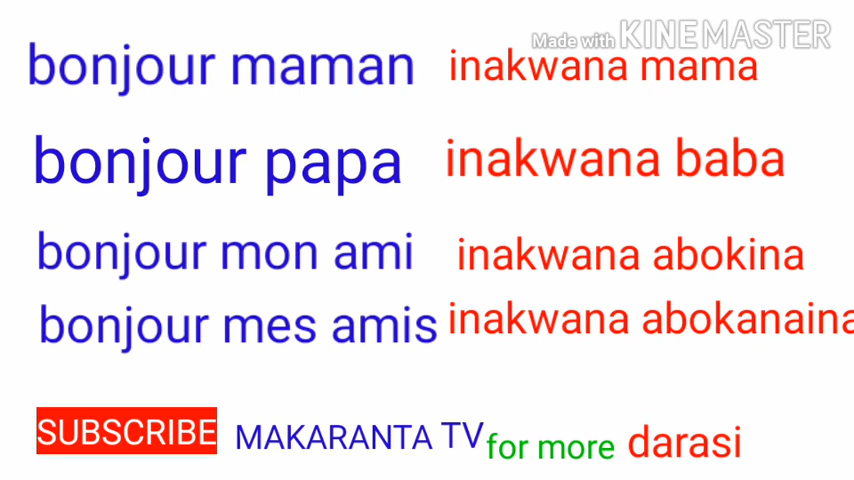 Made with KINEMASTER
bonjour maman inakwana mama
bonjour papa inakwana baba
bonjour mon ami inakwana abokina
bonjour mes amis inakwana abokanaina
SUBSCRIBE MAKARANTA TV for more darasi